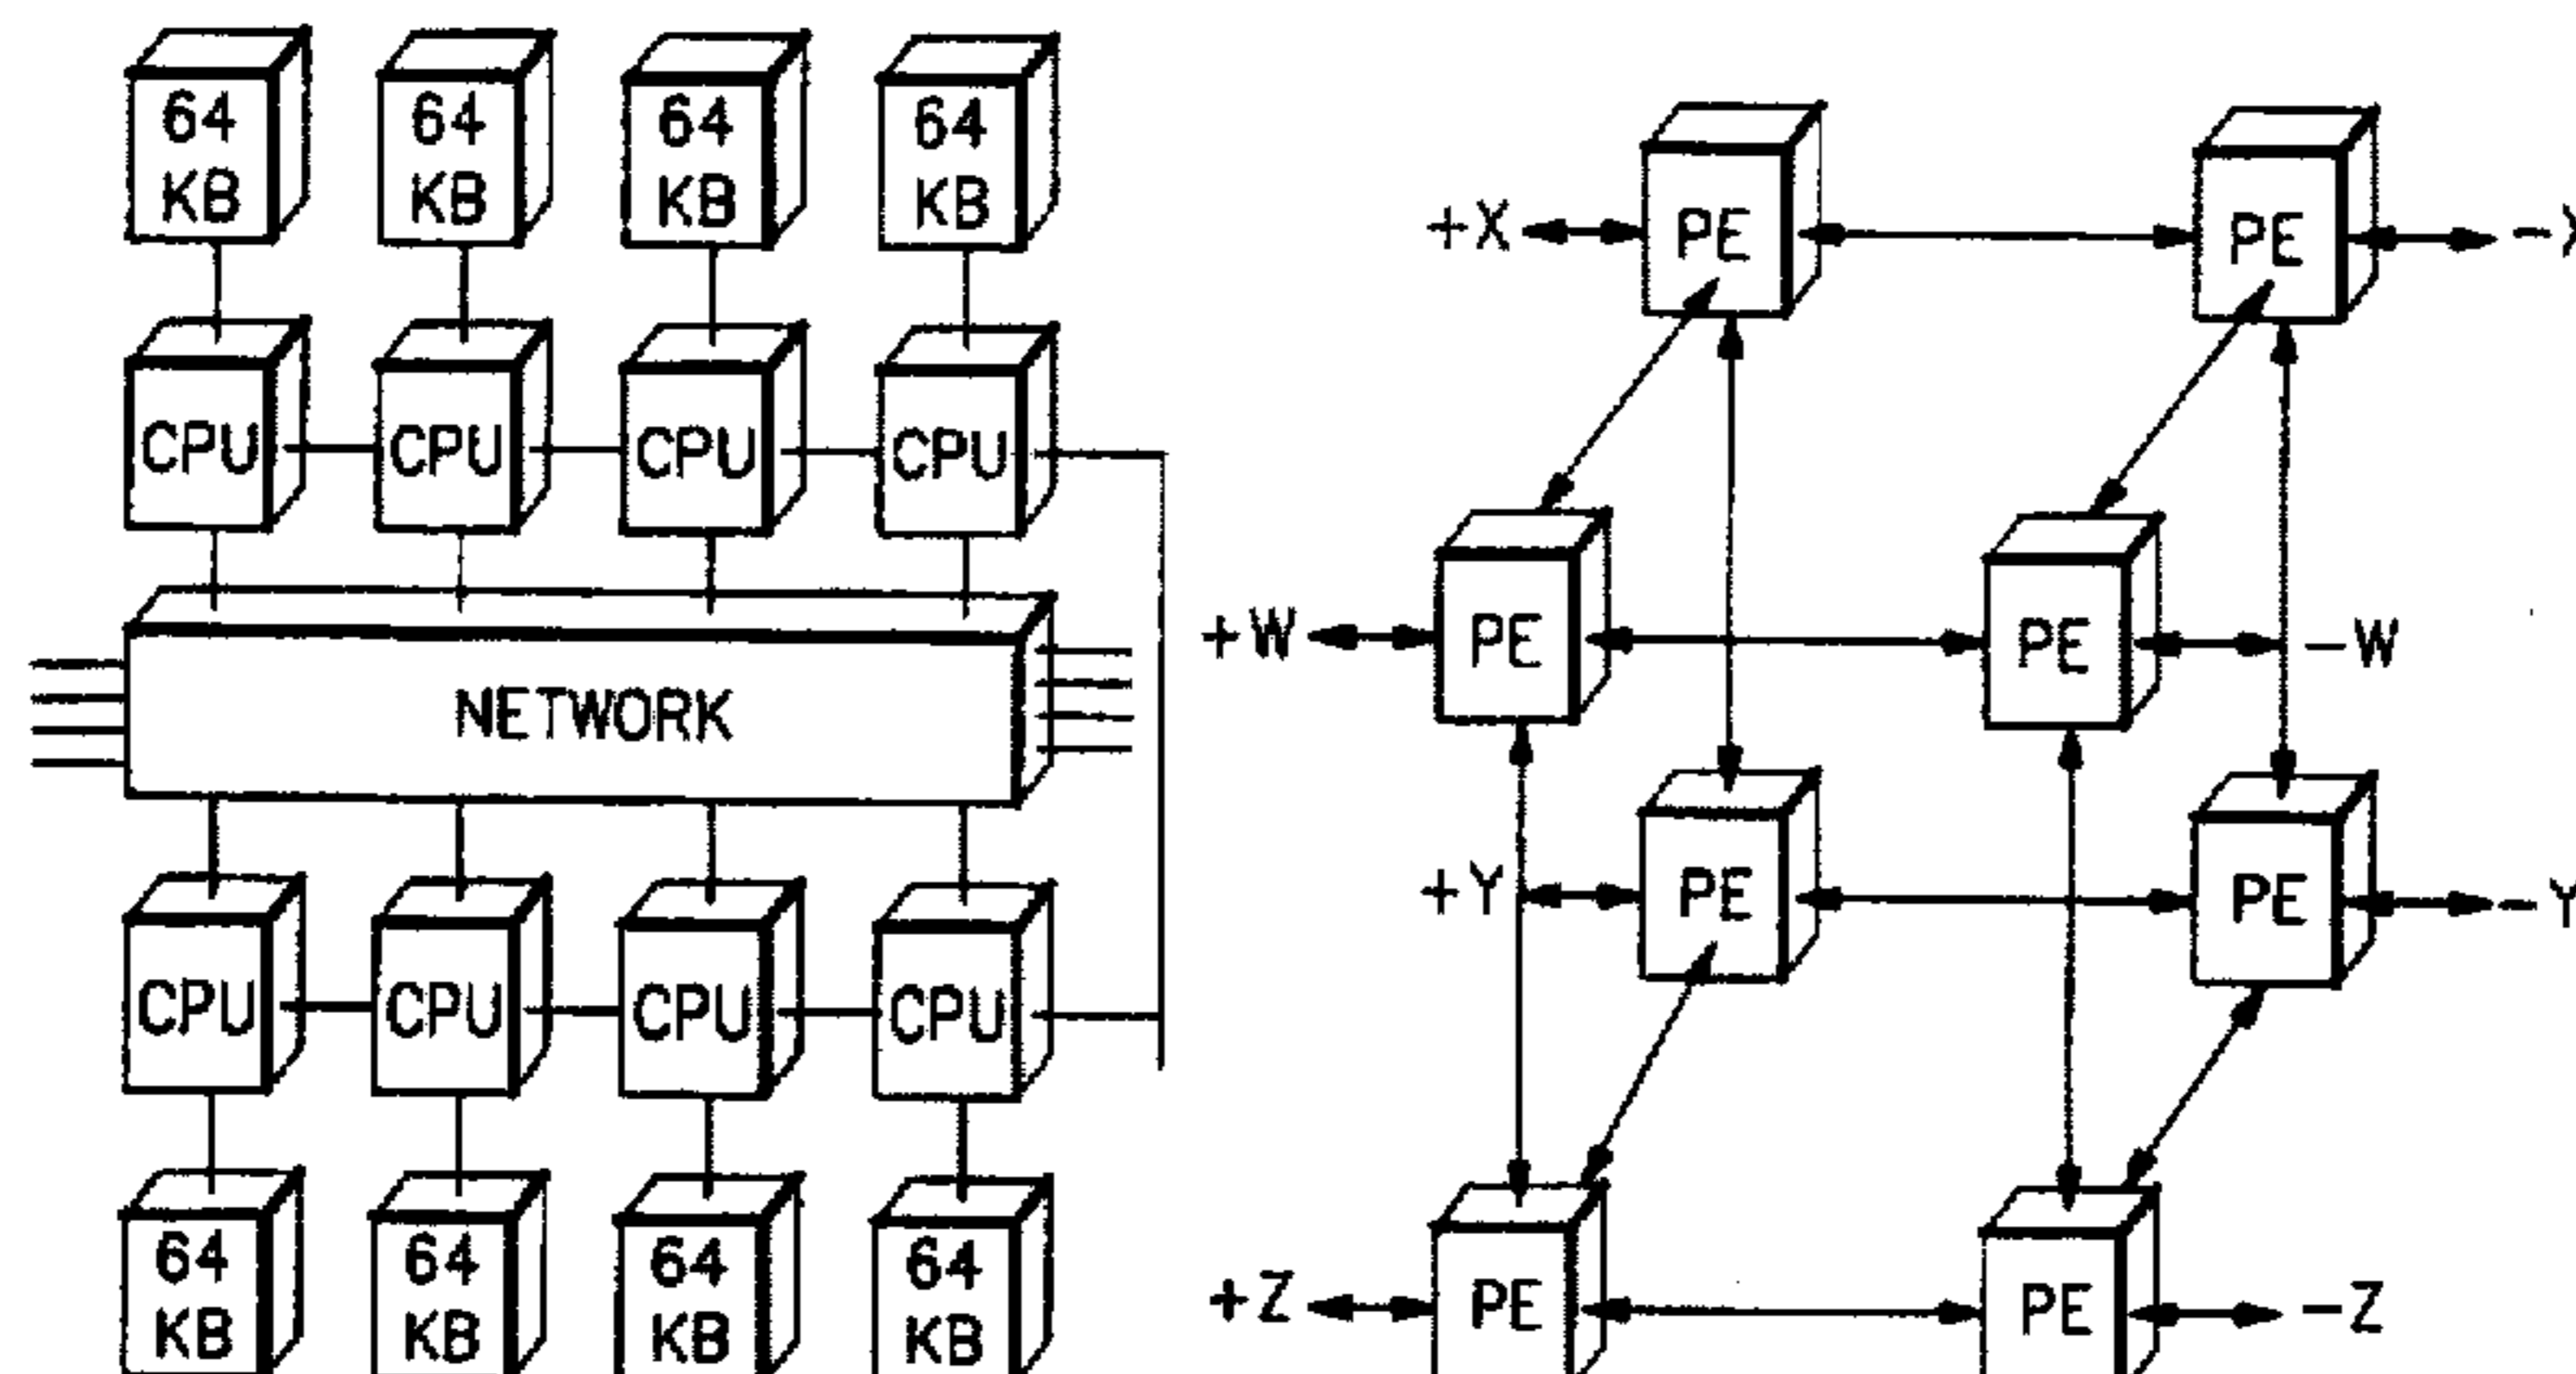 64 KB 64 KB 64 KB 64 KB
CPU CPU CPU CPU
NETWORK
CPU CPU CPU CPU
64 KB 64 KB 64 KB 64 KB
+X PE PE -X
+W PE PE -W
+Y PE PE -Y
+Z PE PE -Z